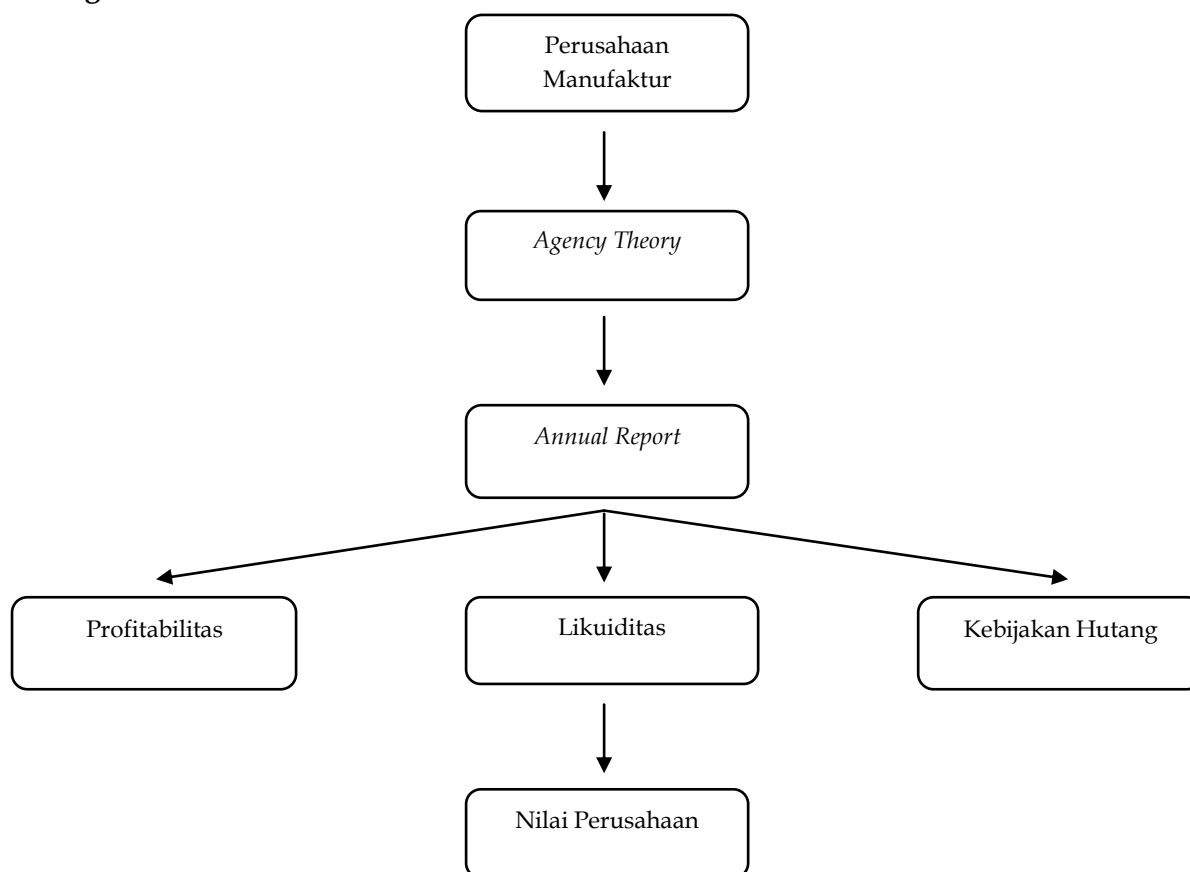 Perusahaan
Manufaktur
Agency Theory
Annual Report
Profitabilitas
Likuiditas
Kebijakan Hutang
Nilai Perusahaan